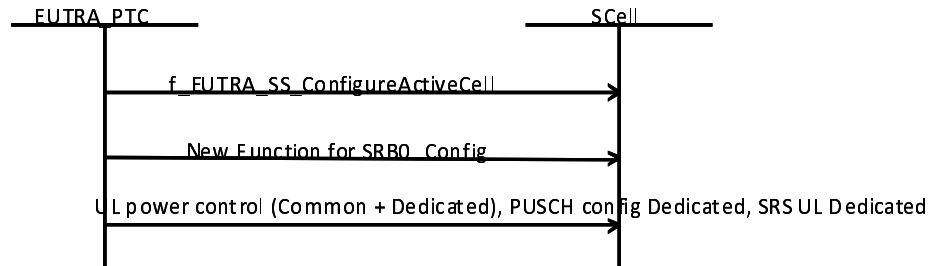 EUTRA_PTC
SCell
f_EUTRA_SS_ConfigureActiveCell
New Function for SRB0_Config
UL power control (Common + Dedicated), PUSCH config Dedicated, SRS UL Dedicated